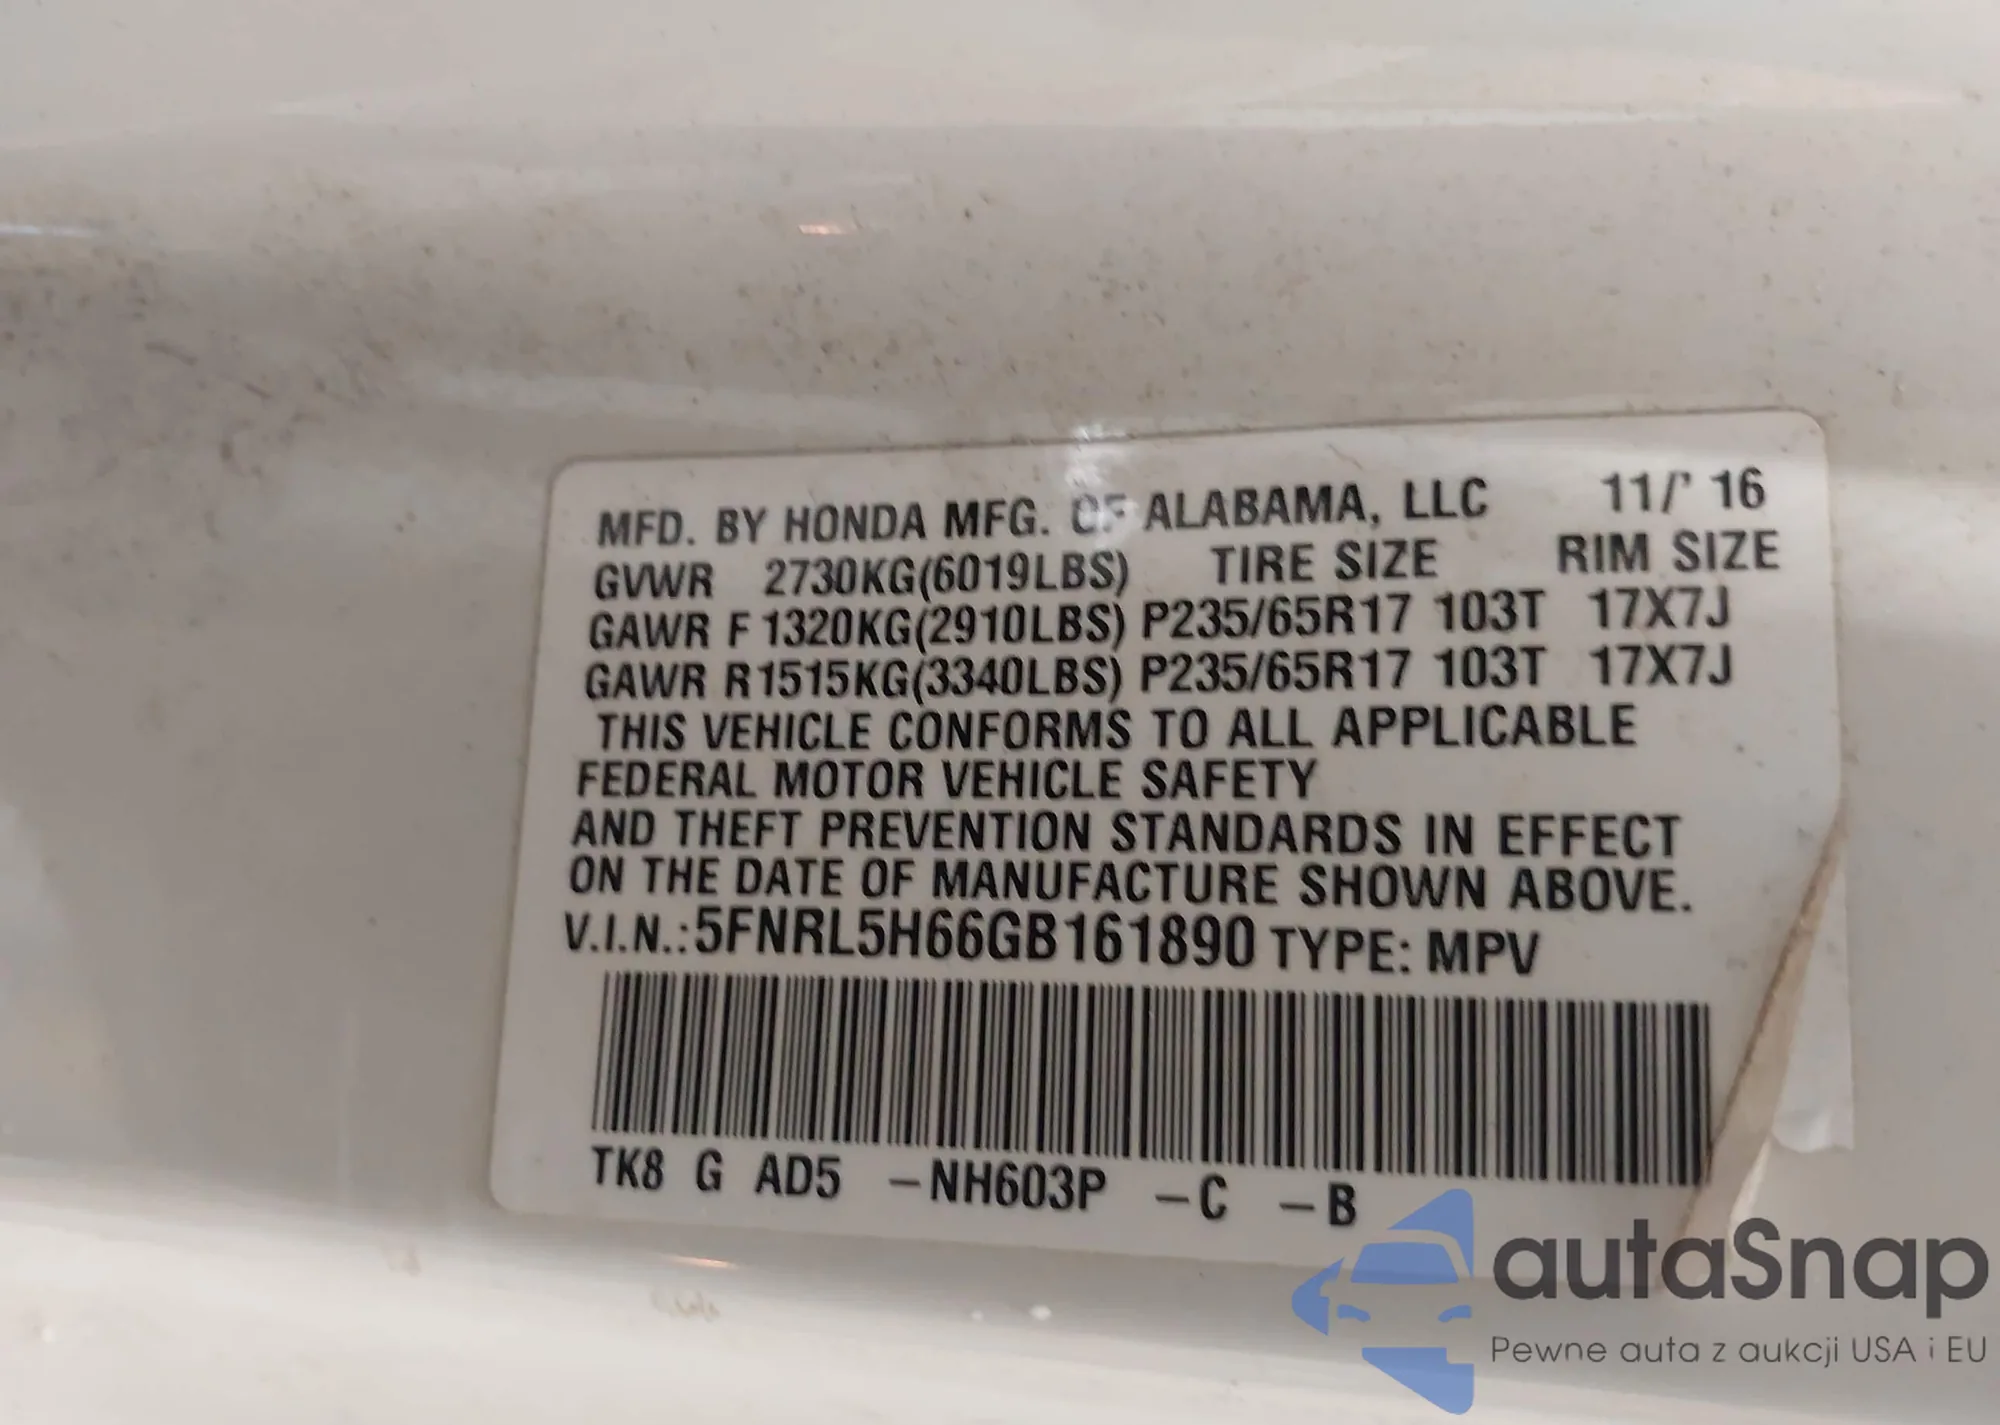 MFD. BY HONDA MFG. OF ALABAMA, LLC 11/' 16
GVWR 2730KG(6019LBS) TIRE SIZE RIM SIZE
GAWR F 1320KG(2910LBS) P235/65R17 103T 17X7J
GAWR R 1515KG(3340LBS) P235/65R17 103T 17X7J
THIS VEHICLE CONFORMS TO ALL APPLICABLE
FEDERAL MOTOR VEHICLE SAFETY
AND THEFT PREVENTION STANDARDS IN EFFECT
ON THE DATE OF MANUFACTURE SHOWN ABOVE.
V.I.N.: 5FNRL5H66GB161890 TYPE: MPV
TK8 G AD5 -NH603P -C -B
autaSnap
Pewne auta z aukcji USA i EU